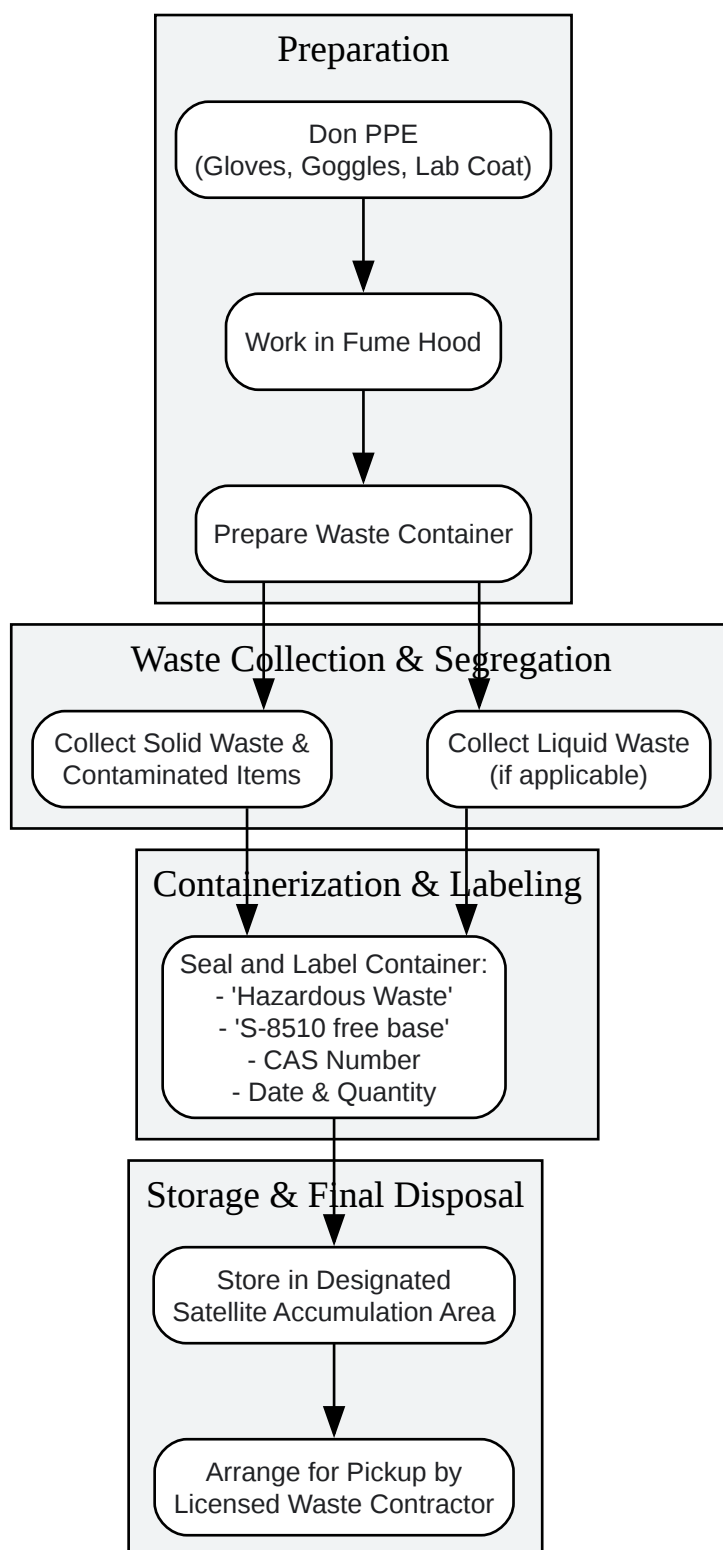 Preparation
Don PPE
(Gloves, Goggles, Lab Coat)
Work in Fume Hood
Prepare Waste Container
Waste Collection & Segregation
Collect Solid Waste &
Contaminated Items
Collect Liquid Waste
(if applicable)
Containerization & Labeling
Seal and Label Container:
- 'Hazardous Waste'
- 'S-8510 free base'
- CAS Number
- Date & Quantity
Storage & Final Disposal
Store in Designated
Satellite Accumulation Area
Arrange for Pickup by
Licensed Waste Contractor